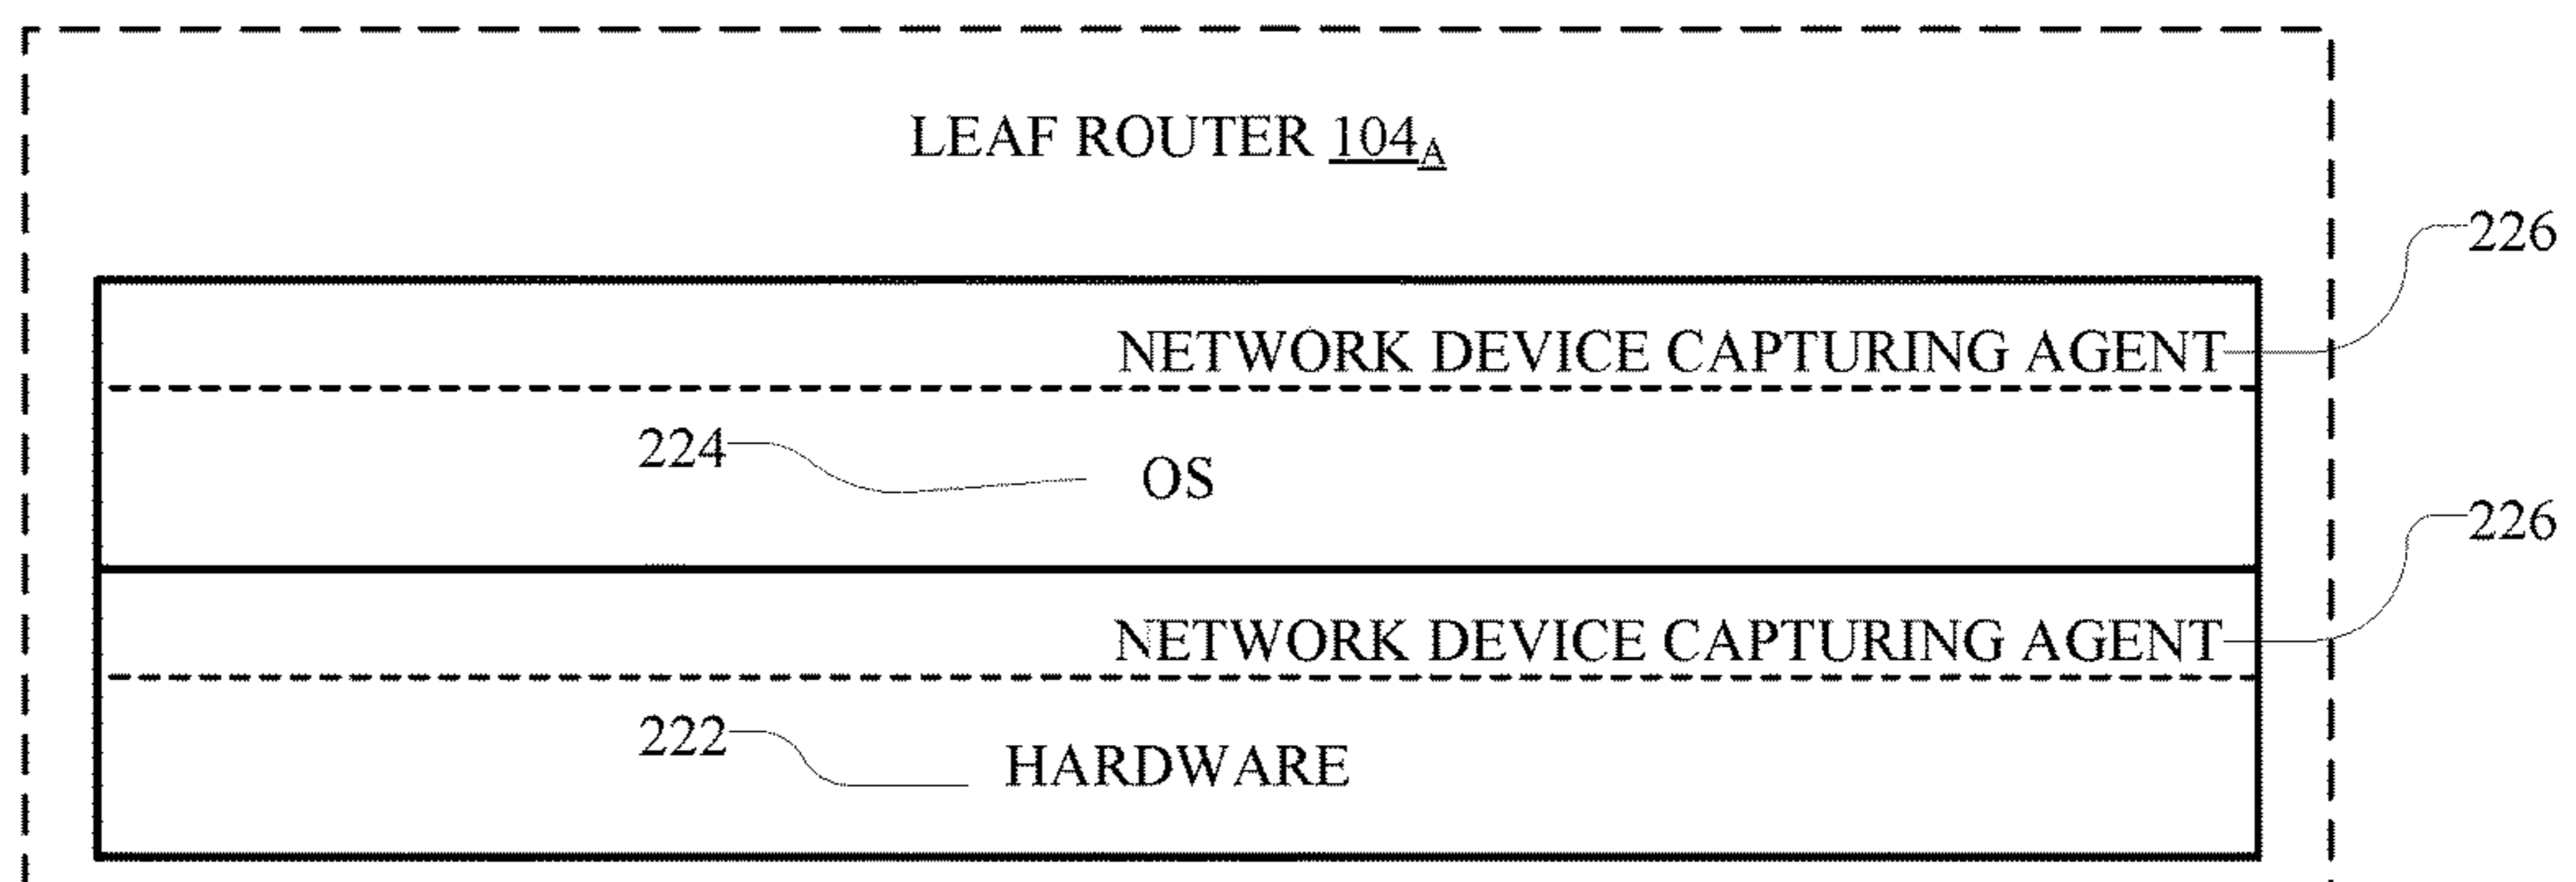 LEAF ROUTER 104A
226
NETWORK DEVICE CAPTURING AGENT
224
OS
226
NETWORK DEVICE CAPTURING AGENT
222
HARDWARE